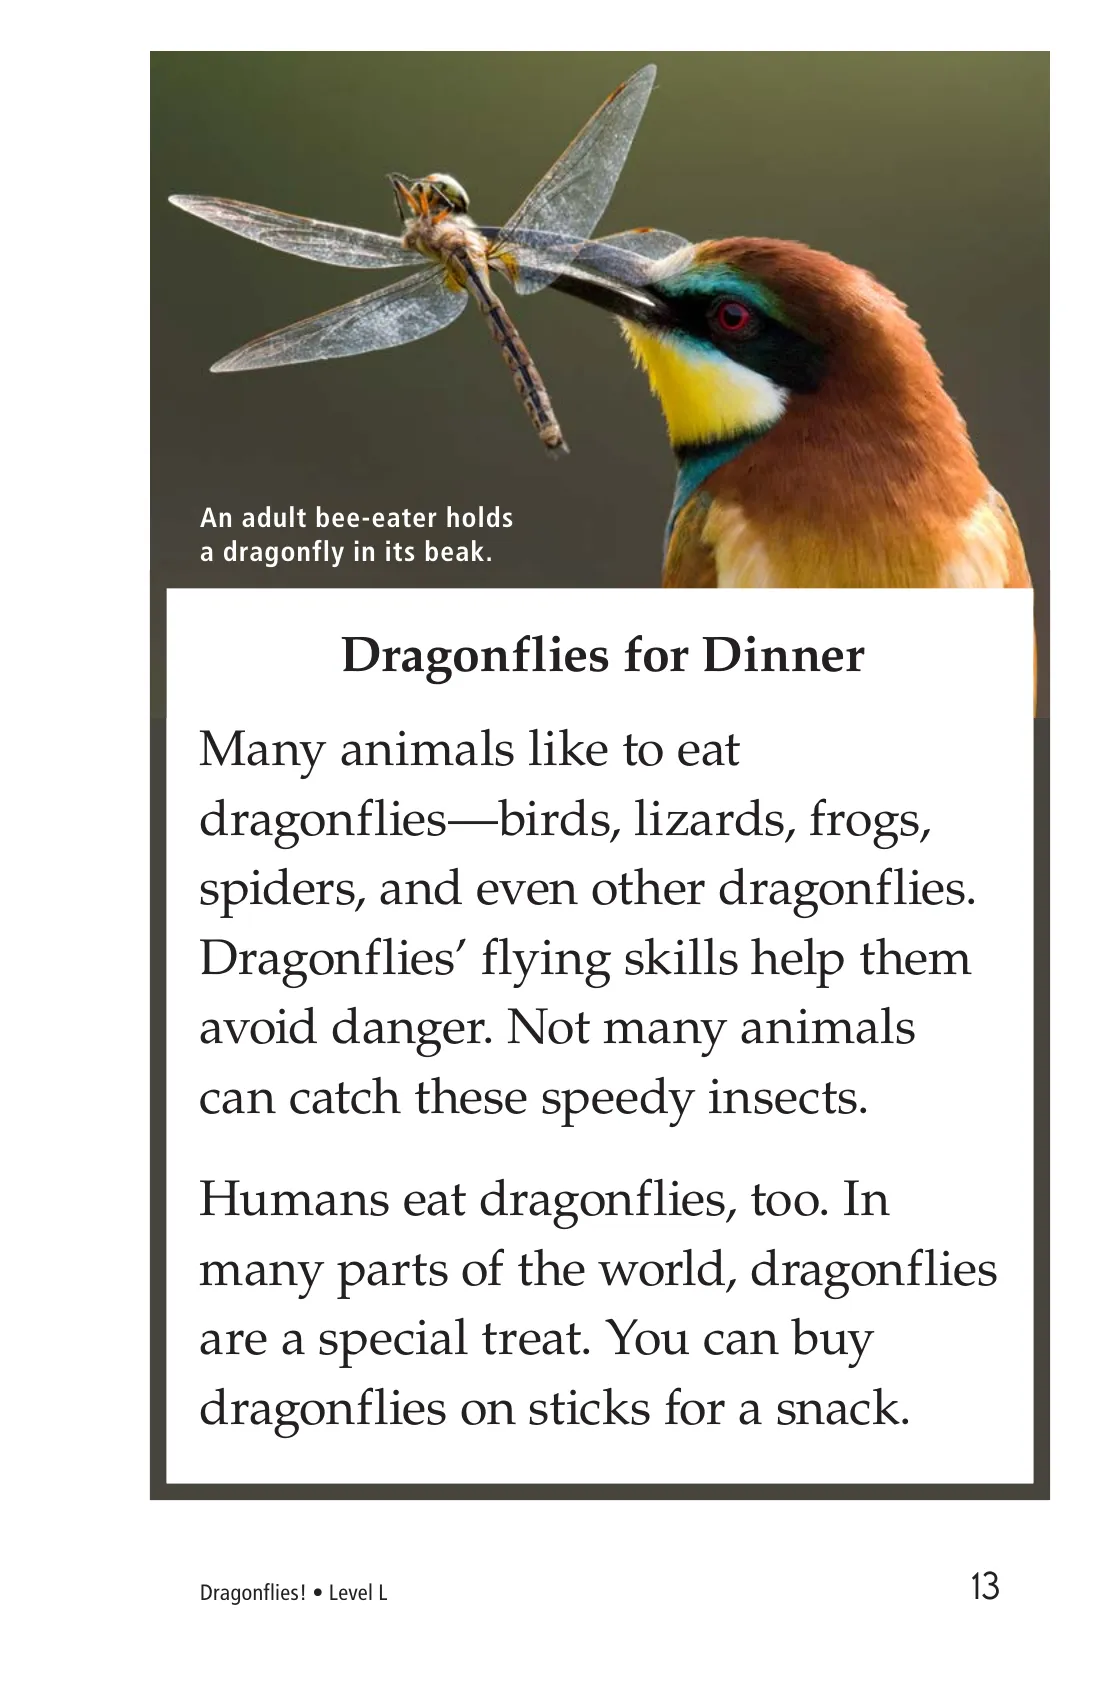 An adult bee-eater holds
a dragonfly in its beak.
Dragonflies for Dinner
Many animals like to eat
dragonflies—birds, lizards, frogs,
spiders, and even other dragonflies.
Dragonflies’ flying skills help them
avoid danger. Not many animals
can catch these speedy insects.
Humans eat dragonflies, too. In
many parts of the world, dragonflies
are a special treat. You can buy
dragonflies on sticks for a snack.
Dragonflies! • Level L
13